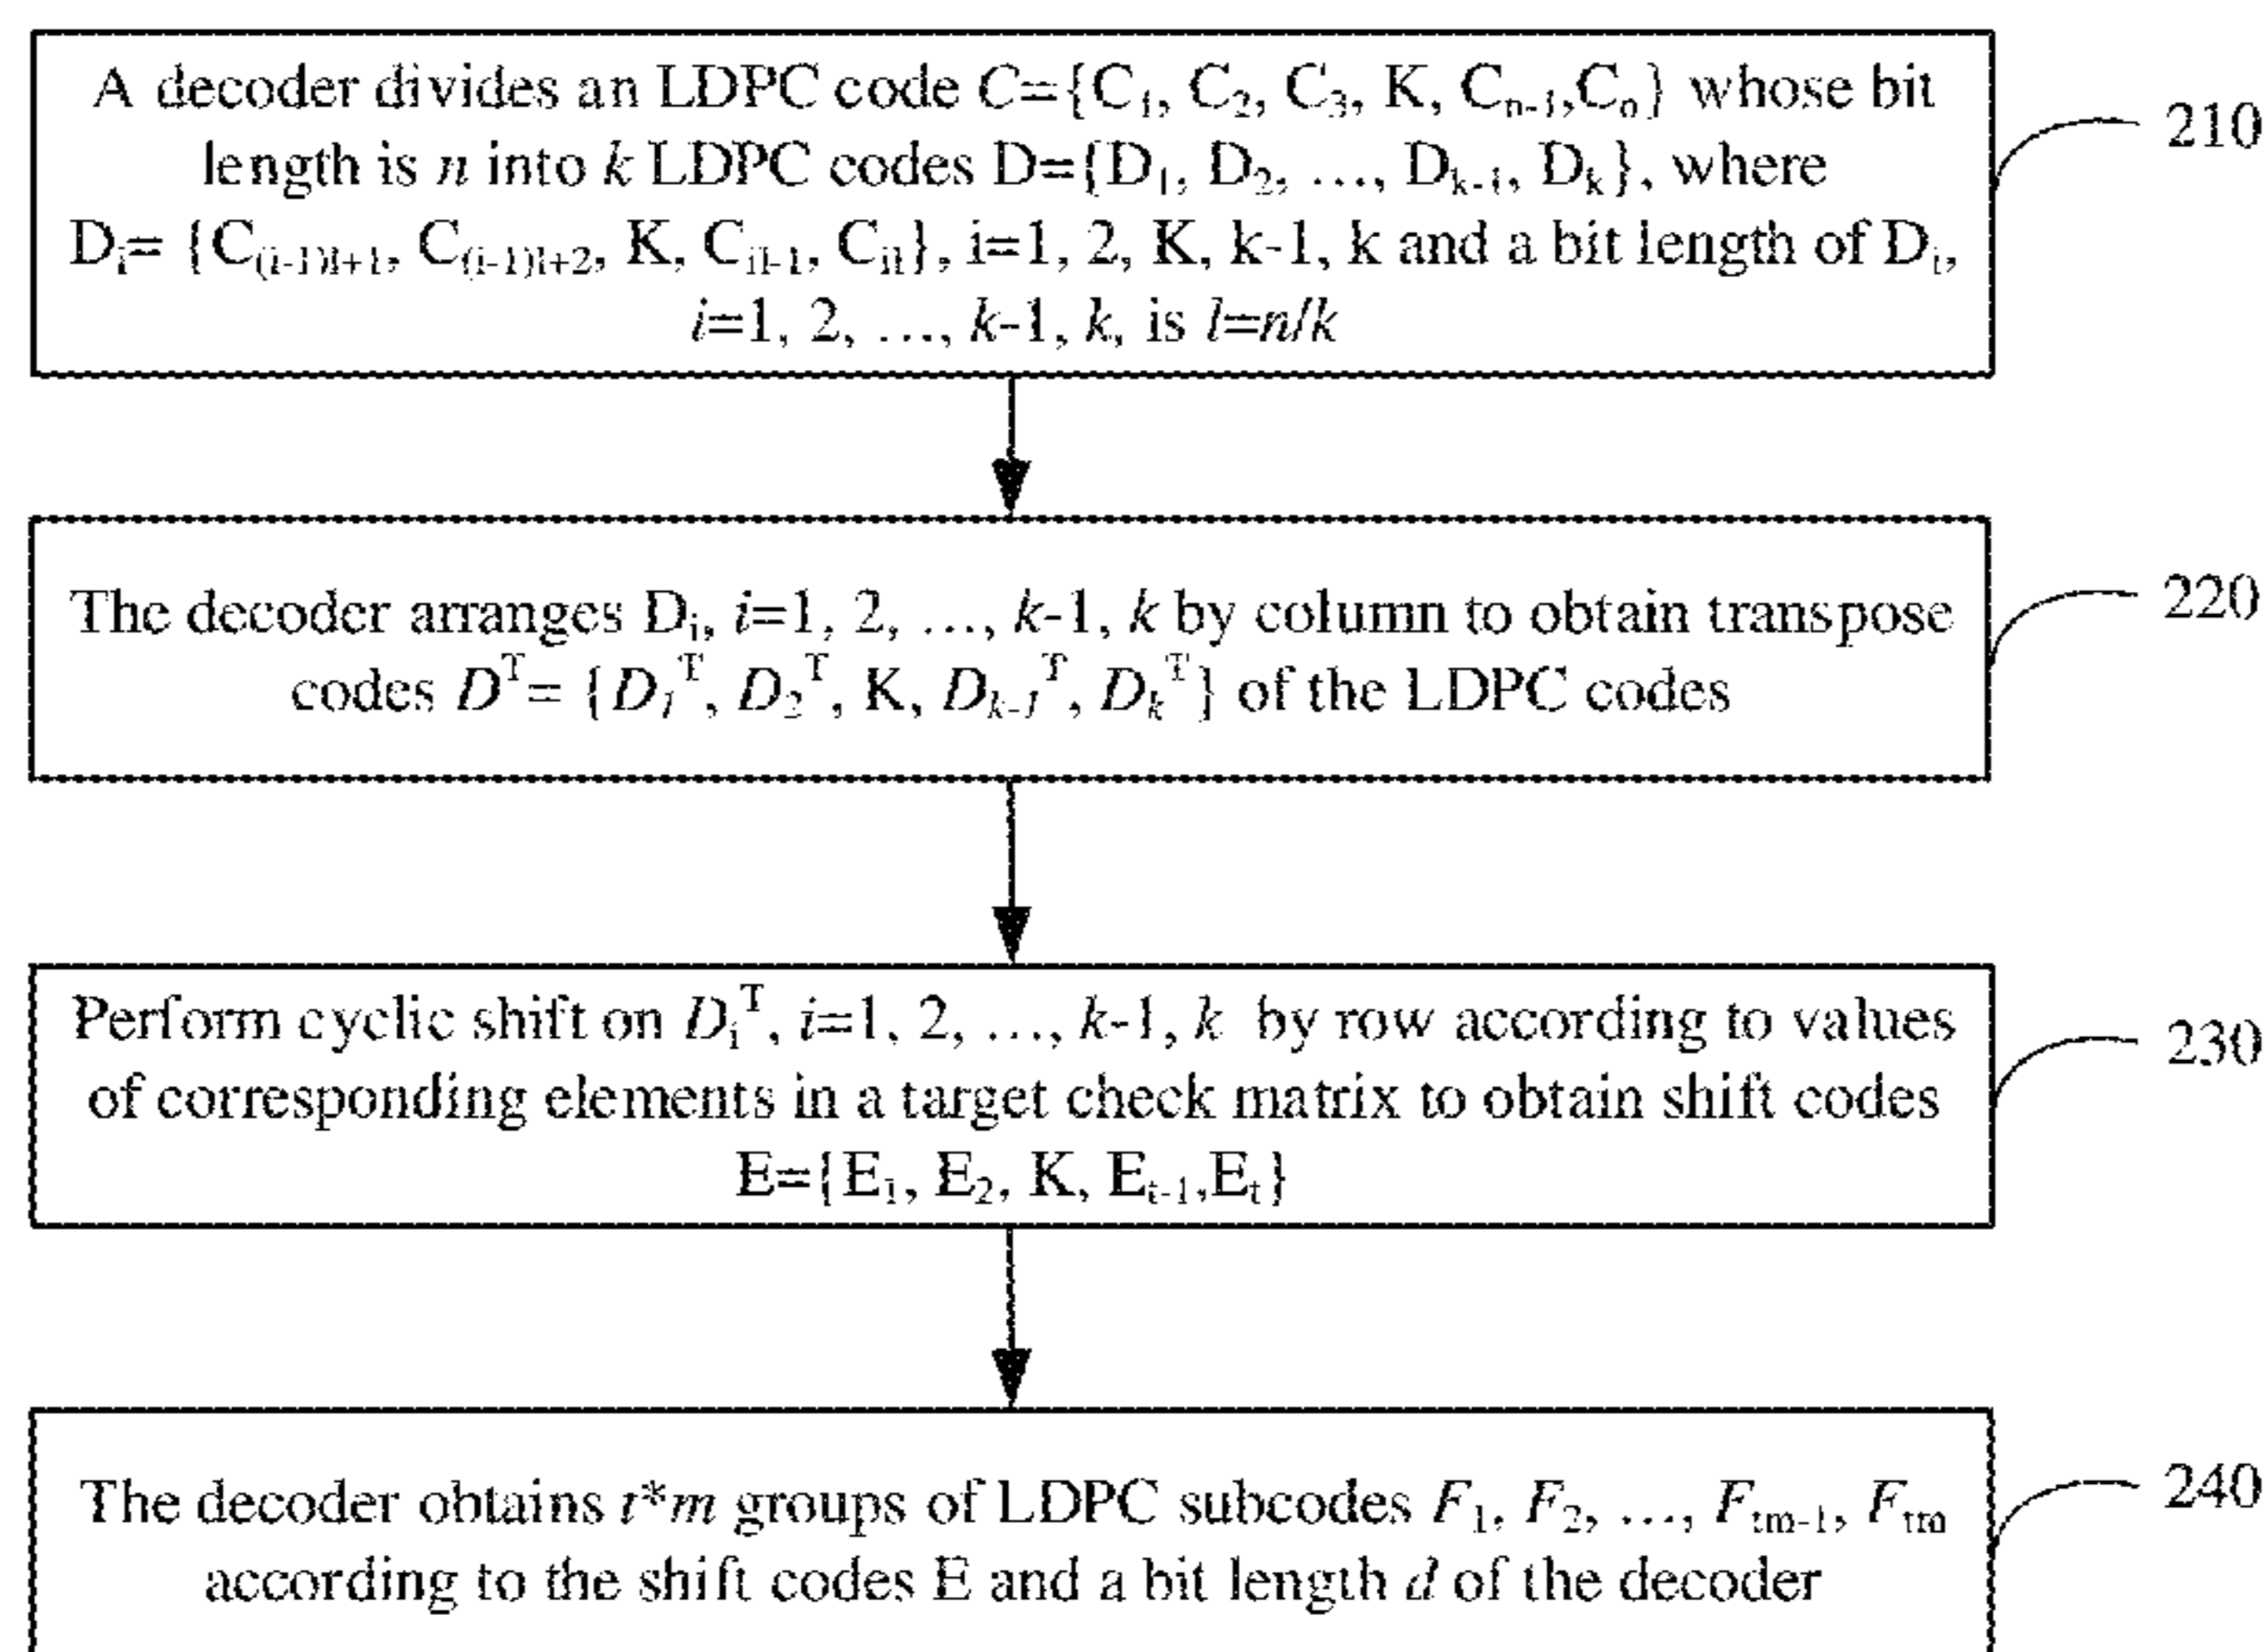 A decoder divides an LDPC code C={C₁, C₂, C₃, K, Cₙ₋₁,Cₙ} whose bit
length is n into k LDPC codes D={D₁, D₂, …, Dₖ₋₁, Dₖ}, where
Dᵢ= {C₍ᵢ₋₁₎ₗ₊₁, C₍ᵢ₋₁₎ₗ₊₂, K, Cᵢₗ₋₁, Cᵢₗ}, i=1, 2, K, k-1, k and a bit length of Dᵢ,
i=1, 2, …, k-1, k, is l=n/k
210
The decoder arranges Dᵢ, i=1, 2, …, k-1, k by column to obtain transpose
codes Dᵀ= {D₁ᵀ, D₂ᵀ, K, Dₖ₋₁ᵀ, Dₖᵀ} of the LDPC codes
220
Perform cyclic shift on Dᵢᵀ, i=1, 2, …, k-1, k by row according to values
of corresponding elements in a target check matrix to obtain shift codes
E={E₁, E₂, K, Eₜ₋₁,Eₜ}
230
The decoder obtains t*m groups of LDPC subcodes F₁, F₂, …, Fₜₘ₋₁, Fₜₘ
according to the shift codes E and a bit length d of the decoder
240